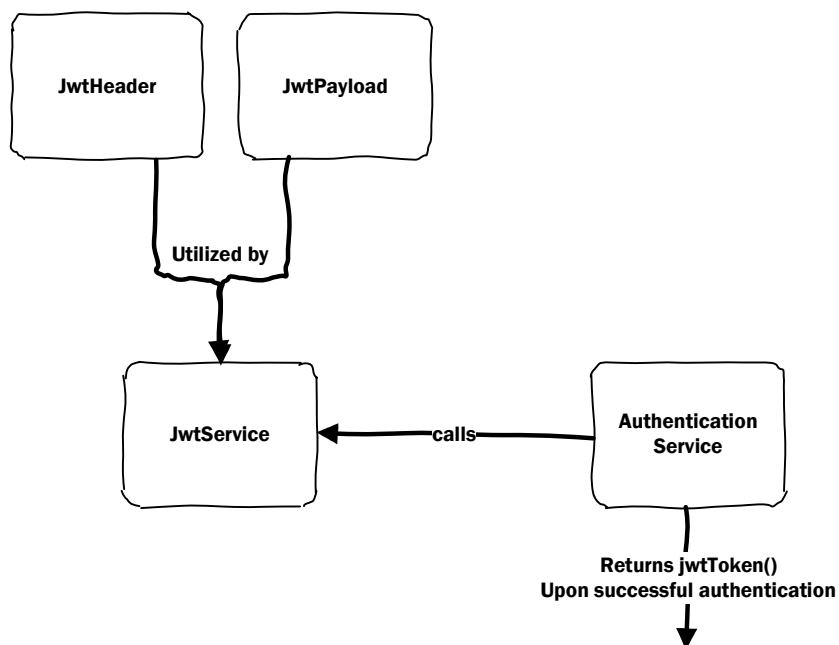 JwtHeader
JwtPayload
Utilized by
JwtService
calls
Authentication
Service
Returns jwtToken()
Upon successful authentication